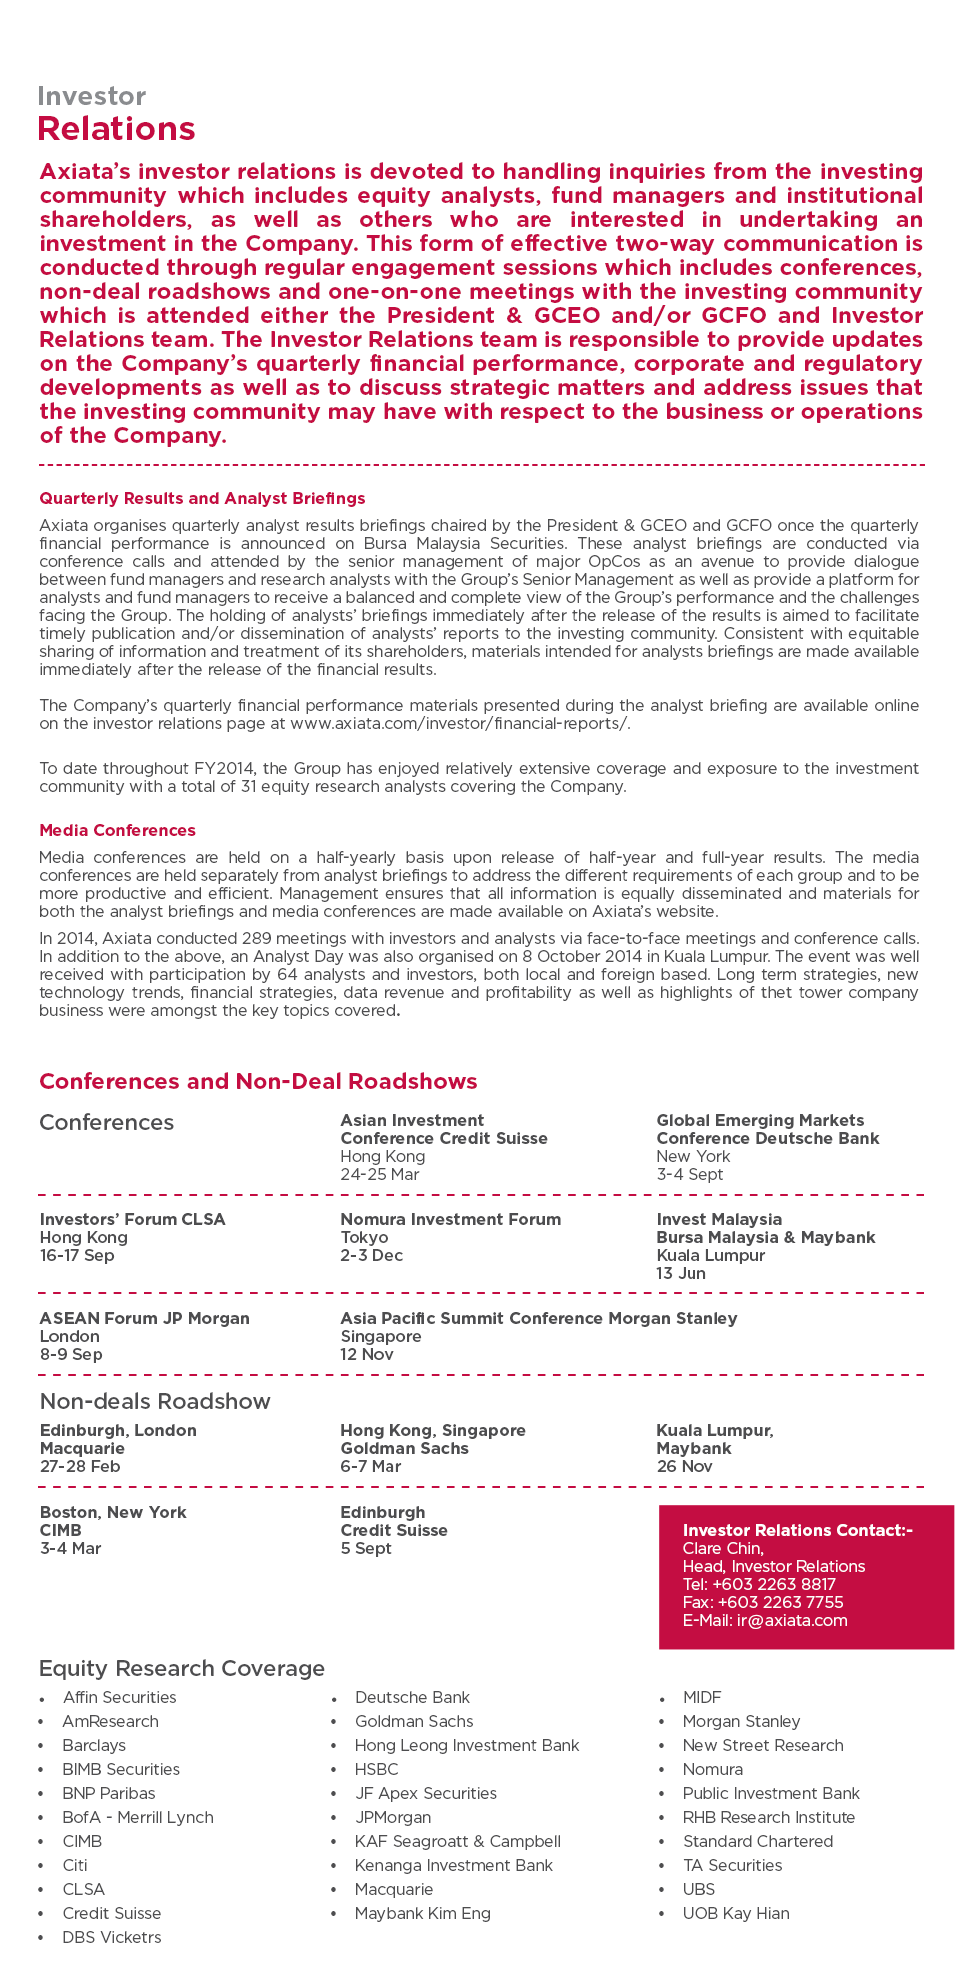 Investor
Relations
Axiata's investor relations is devoted to handling inquiries from the investing
community which includes equity analysts, fund managers and institutional
shareholders, as well as others who are interested in undertaking an
investment in the Company. This form of effective two-way communication is
conducted through regular engagement sessions which includes conferences,
non-deal roadshows and one-on-one meetings with the investing community
which is attended either the President & GCEO and/or GCFO and Investor
Relations team. The Investor Relations team is responsible to provide updates
on the Company's quarterly financial performance, corporate and regulatory
developments as well as to discuss strategic matters and address issues that
the investing community may have with respect to the business or operations
of the Company.
Quarterly Results and Analyst Briefings
Axiata organises quarterly analyst results briefings chaired by the President & GCEO and GCFO once the quarterly
financial performance is announced on Bursa Malaysia Securities. These analyst briefings are conducted via
conference calls and attended by the senior management of major OpCos as an avenue to provide dialogue
between fund managers and research analysts with the Group's Senior Management as well as provide a platform for
analysts and fund managers to receive a balanced and complete view of the Group's performance and the challenges
facing the Group. The holding of analysts' briefings immediately after the release of the results is aimed to facilitate
timely publication and/or dissemination of analysts' reports to the investing community. Consistent with equitable
sharing of information and treatment of its shareholders, materials intended for analysts briefings are made available
immediately after the release of the financial results.
The Company's quarterly financial performance materials presented during the analyst briefing are available online
on the investor relations page at www.axiata.com/investor/financial-reports/.
To date throughout FY2014, the Group has enjoyed relatively extensive coverage and exposure to the investment
community with a total of 31 equity research analysts covering the Company.
Media Conferences
Media conferences are held on a half-yearly basis upon release of half-year and full-year results. The media
conferences are held separately from analyst briefings to address the different requirements of each group and to be
more productive and efficient. Management ensures that all information is equally disseminated and materials for
both the analyst briefings and media conferences are made available on Axiata's website.
In 2014, Axiata conducted 289 meetings with investors and analysts via face-to-face meetings and conference calls.
In addition to the above, an Analyst Day was also organised on 8 October 2014 in Kuala Lumpur. The event was well
received with participation by 64 analysts and investors, both local and foreign based. Long term strategies, new
technology trends, financial strategies, data revenue and profitability as well as highlights of thet tower company
business were amongst the key topics covered.
Conferences and Non-Deal Roadshows
Conferences
Asian Investment
Conference Credit Suisse
Hong Kong
24-25 Mar
Global Emerging Markets
Conference Deutsche Bank
New York
3-4 Sept
Investors' Forum CLSA
Hong Kong
16-17 Sep
Nomura Investment Forum
Tokyo
2-3 Dec
Invest Malaysia
Bursa Malaysia & Maybank
Kuala Lumpur
13 Jun
ASEAN Forum JP Morgan
London
8-9 Sep
Asia Pacific Summit Conference Morgan Stanley
Singapore
12 Nov
Non-deals Roadshow
Edinburgh, London
Macquarie
27-28 Feb
Hong Kong, Singapore
Goldman Sachs
6-7 Mar
Kuala Lumpur,
Maybank
26 Nov
Boston, New York
CIMB
3-4 Mar
Edinburgh
Credit Suisse
5 Sept
Investor Relations Contact:-
Clare Chin,
Head, Investor Relations
Tel: +603 2263 8817
Fax: +603 2263 7755
E-Mail: ir@axiata.com
Equity Research Coverage
• Affin Securities
• AmResearch
• Barclays
• BIMB Securities
• BNP Paribas
• BofA - Merrill Lynch
• CIMB
• Citi
• CLSA
• Credit Suisse
• DBS Vicketrs
• Deutsche Bank
• Goldman Sachs
• Hong Leong Investment Bank
• HSBC
• JF Apex Securities
• JPMorgan
• KAF Seagroatt & Campbell
• Kenanga Investment Bank
• Macquarie
• Maybank Kim Eng
• MIDF
• Morgan Stanley
• New Street Research
• Nomura
• Public Investment Bank
• RHB Research Institute
• Standard Chartered
• TA Securities
• UBS
• UOB Kay Hian